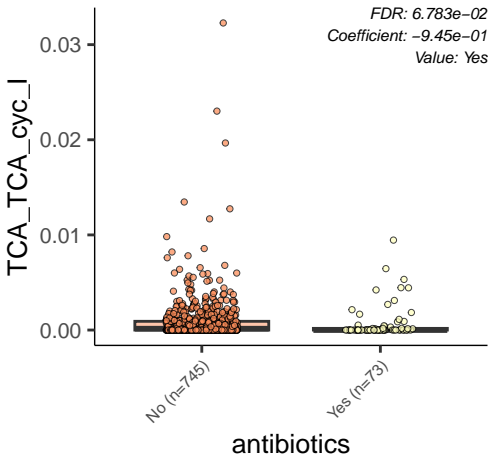 FDR: 6.783e−02
Coefficient: −9.45e−01
Value: Yes
TCA_TCA_cyc_I
0.03
0.02
0.01
0.00
No (n=745)
Yes (n=73)
antibiotics